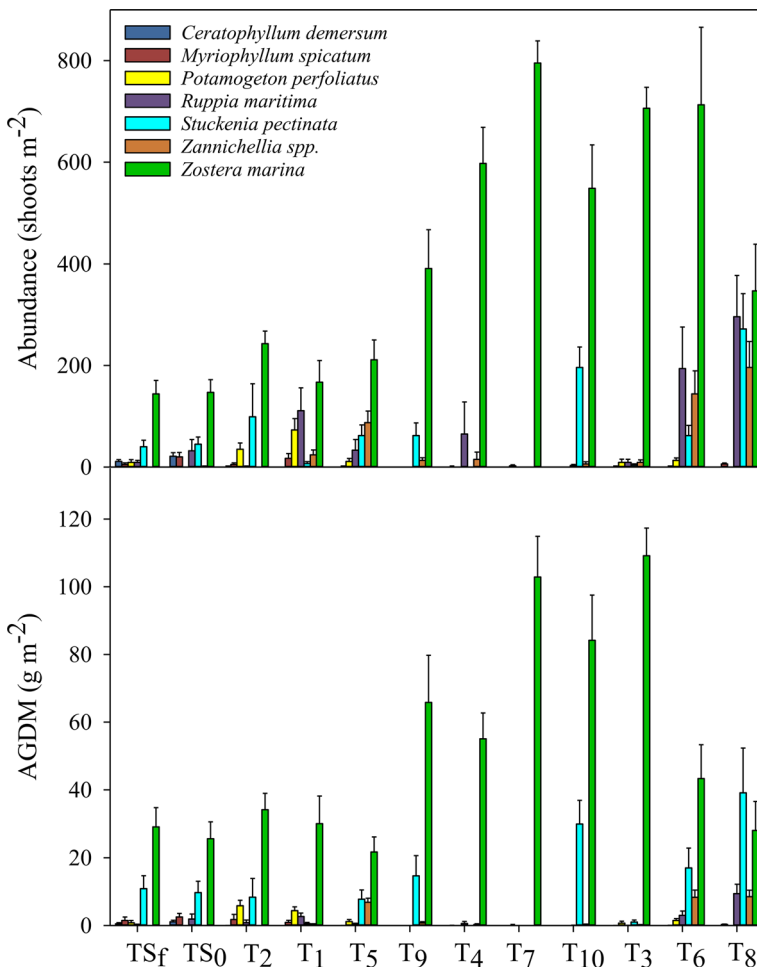 Abundance (shoots m⁻²)
800
600
400
200
0
Ceratophyllum demersum
Myriophyllum spicatum
Potamogeton perfoliatus
Ruppia maritima
Stuckenia pectinata
Zannichellia spp.
Zostera marina
AGDM (g m⁻²)
120
100
80
60
40
20
0
TSf TS0 T2 T1 T5 T9 T4 T7 T10 T3 T6 T8